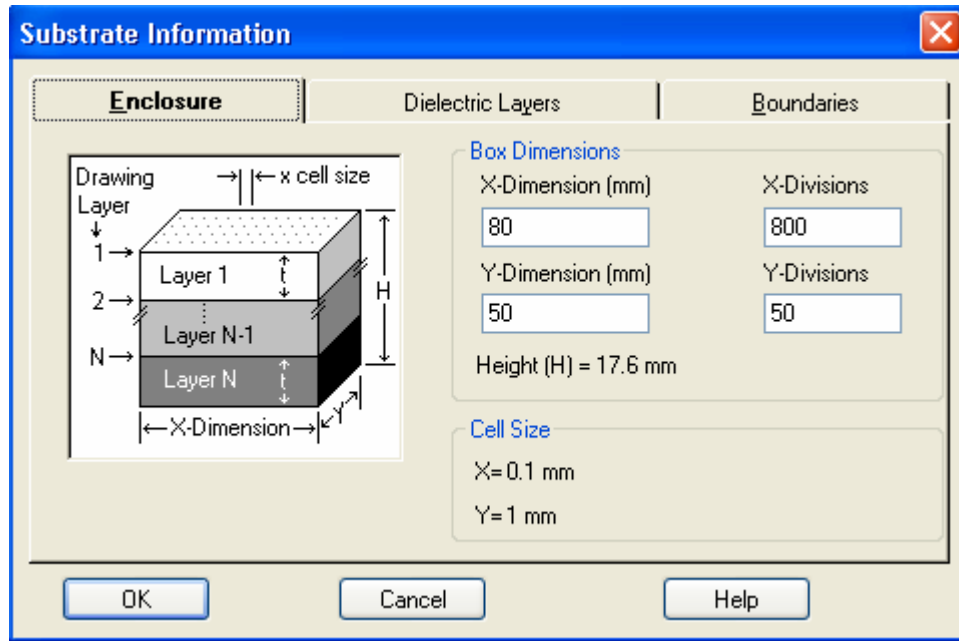 Substrate Information
Enclosure
Dielectric Layers
Boundaries
Drawing
Layer
x cell size
1
Layer 1
t
H
2
Layer N-1
N
Layer N
t
X-Dimension
Y
Box Dimensions
X-Dimension (mm)
X-Divisions
80
800
Y-Dimension (mm)
Y-Divisions
50
50
Height (H) = 17.6 mm
Cell Size
X= 0.1 mm
Y= 1 mm
OK
Cancel
Help